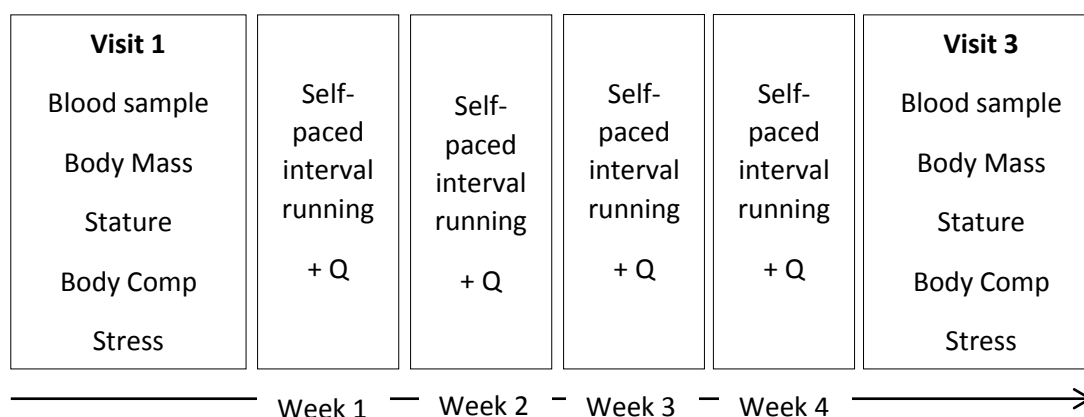 Visit 1
Blood sample
Body Mass
Stature
Body Comp
Stress
Self-
paced
interval
running
+ Q
Self-
paced
interval
running
+ Q
Self-
paced
interval
running
+ Q
Self-
paced
interval
running
+ Q
Visit 3
Blood sample
Body Mass
Stature
Body Comp
Stress
Week 1
Week 2
Week 3
Week 4